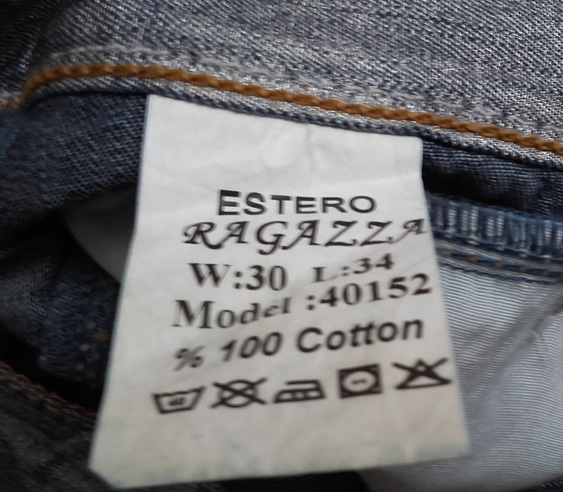 ESTERO
RAGAZZA
W:30 L:34
Model :40152
% 100 Cotton